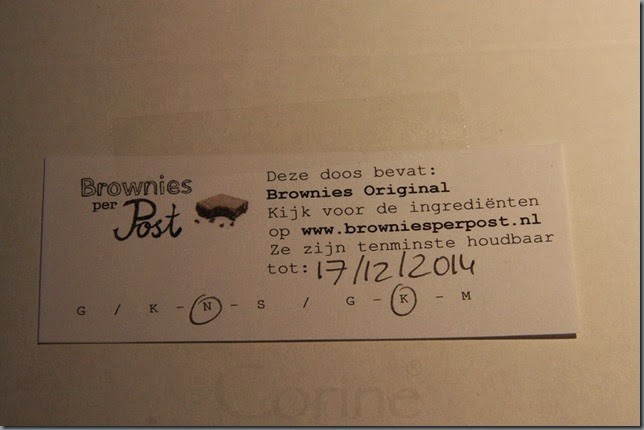 Brownies
per Post
Deze doos bevat:
Brownies Original
Kijk voor de ingrediënten
op www.browniesperpost.nl
Ze zijn tenminste houdbaar
tot: 17/12/2014
G / K - N - S / G - K - M
Corine